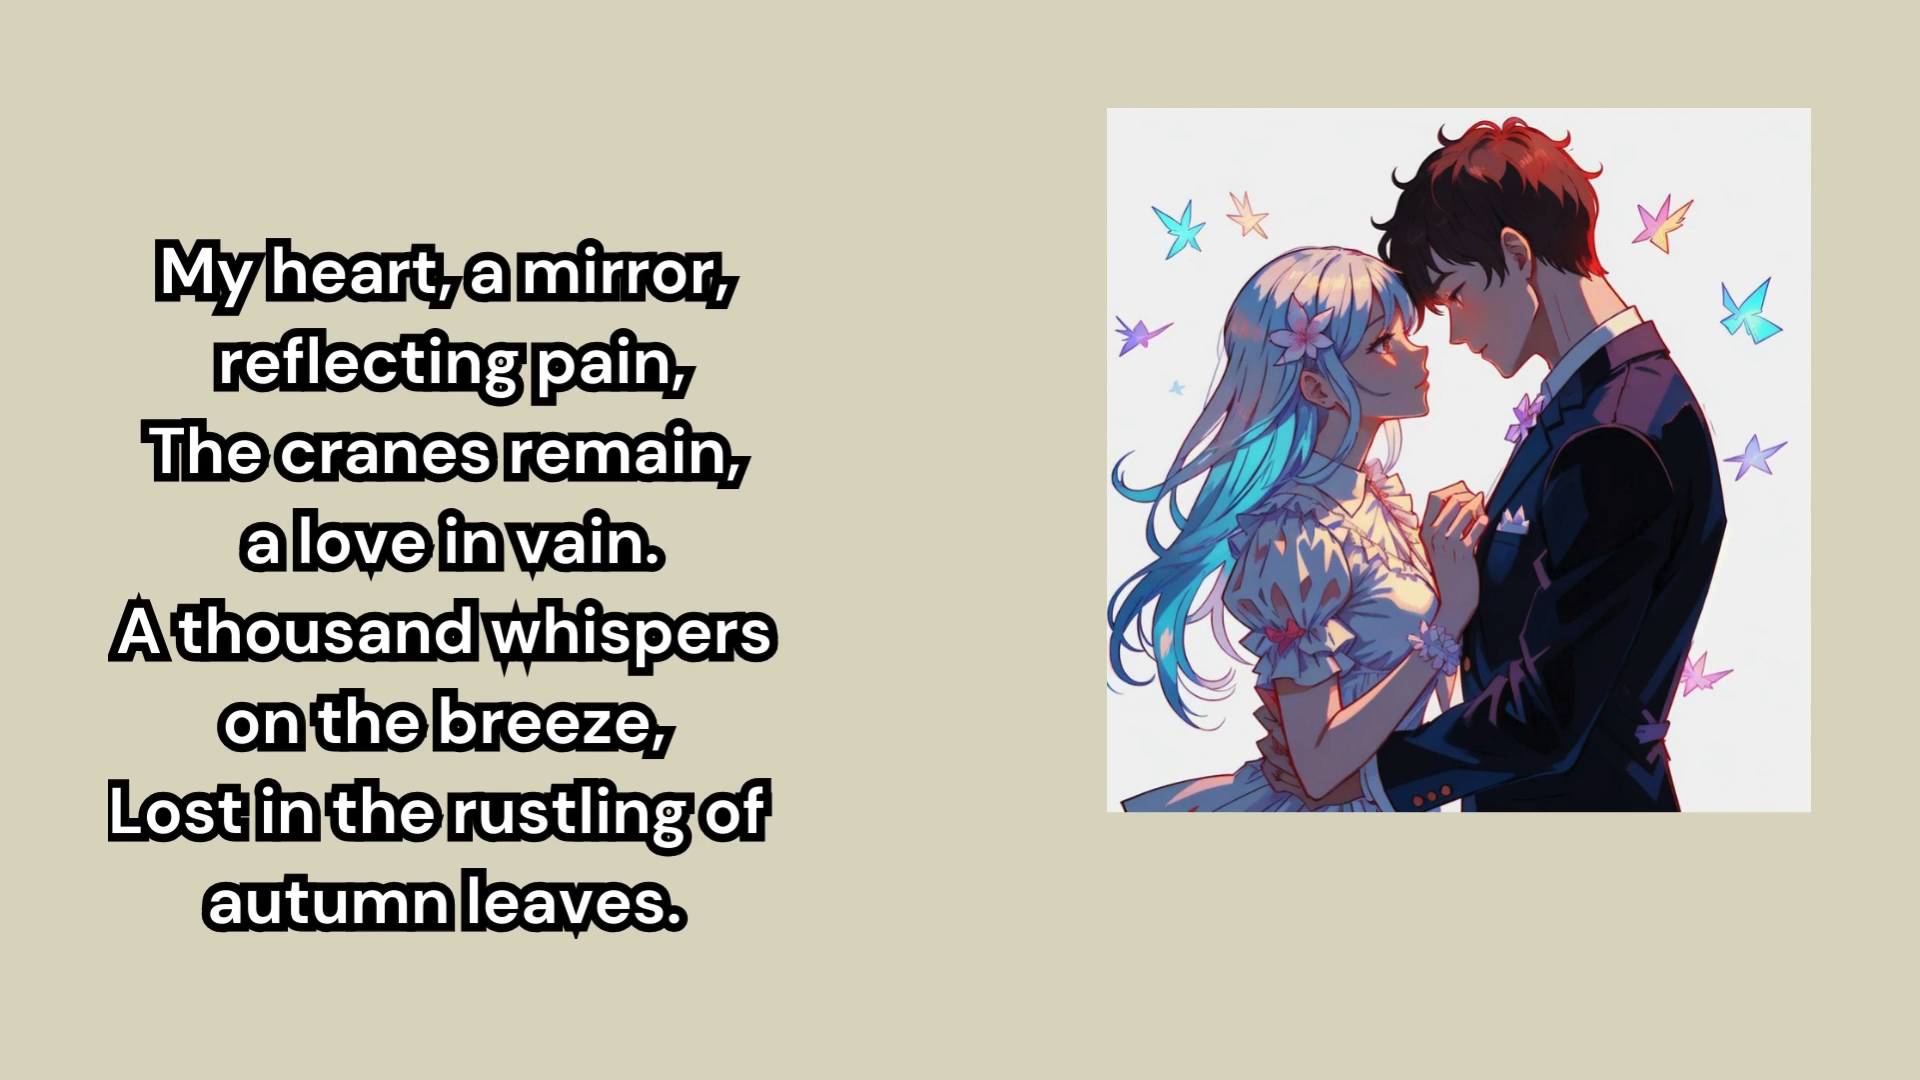 My heart, a mirror,
reflecting pain,
The cranes remain,
a love in vain.
A thousand whispers
on the breeze,
Lost in the rustling of
autumn leaves.